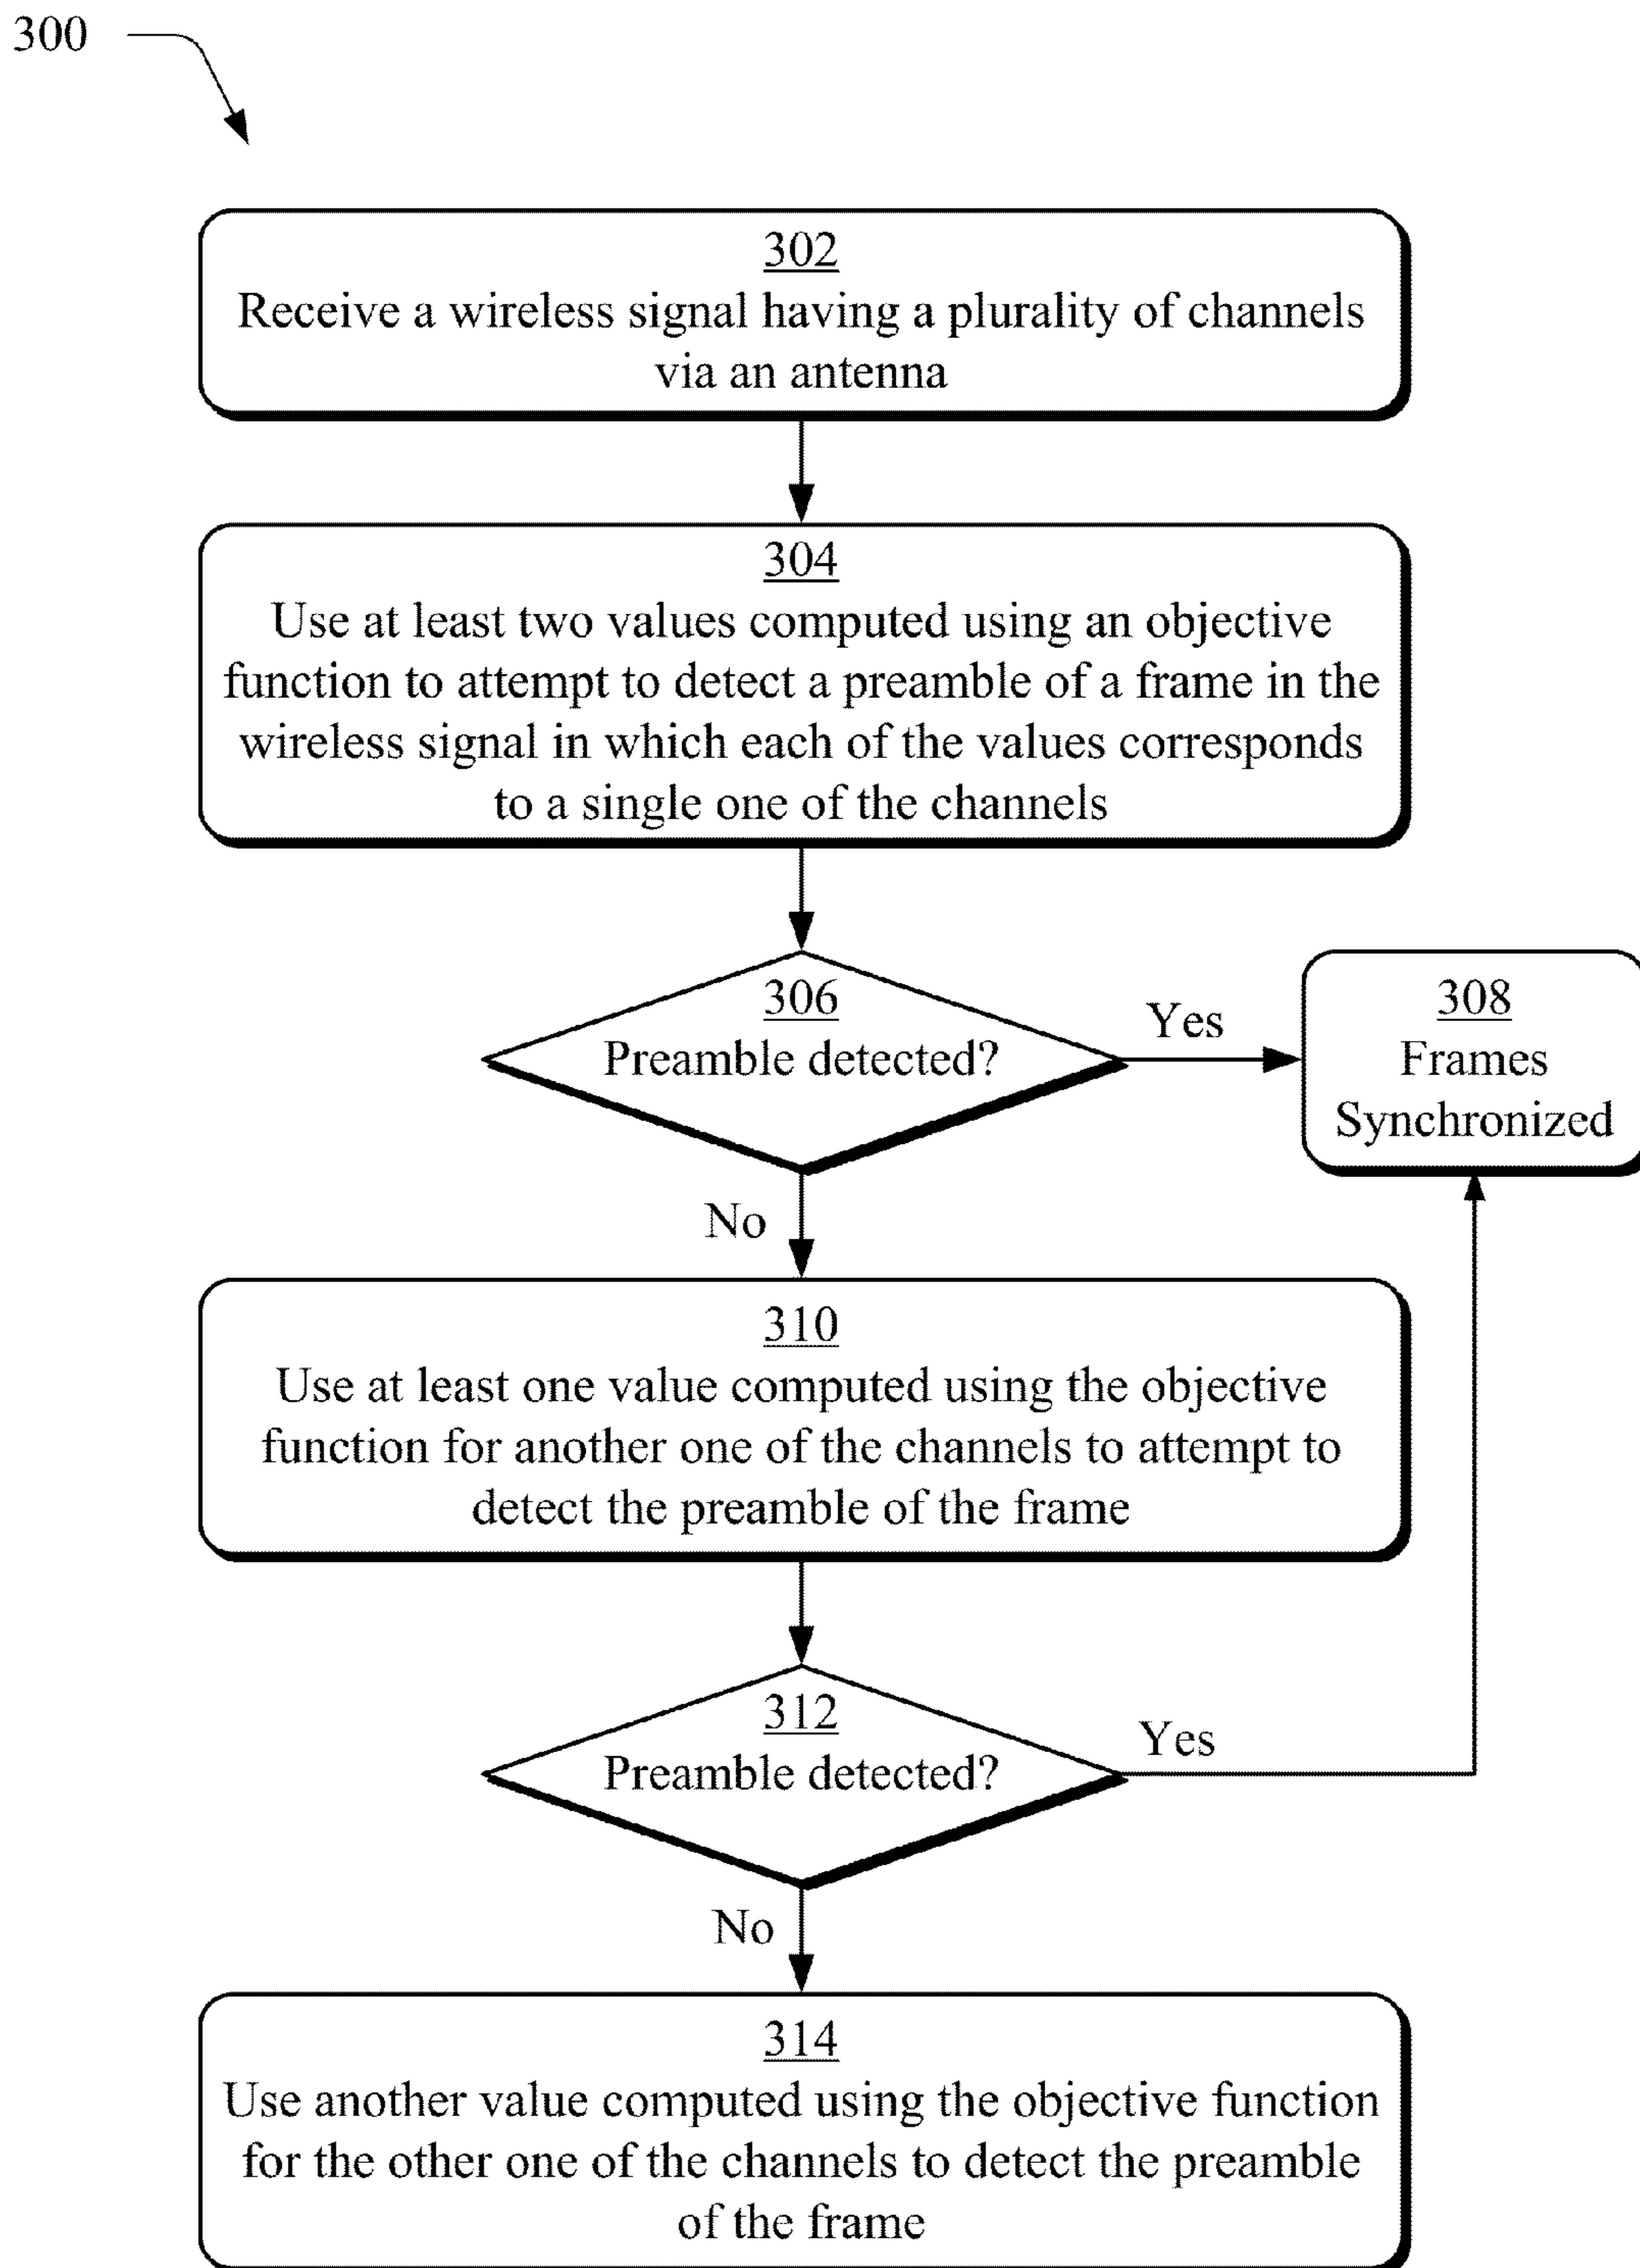 300
302
Receive a wireless signal having a plurality of channels
via an antenna
304
Use at least two values computed using an objective
function to attempt to detect a preamble of a frame in the
wireless signal in which each of the values corresponds
to a single one of the channels
306
Preamble detected?
Yes
308
Frames
Synchronized
No
310
Use at least one value computed using the objective
function for another one of the channels to attempt to
detect the preamble of the frame
312
Preamble detected?
Yes
No
314
Use another value computed using the objective function
for the other one of the channels to detect the preamble
of the frame